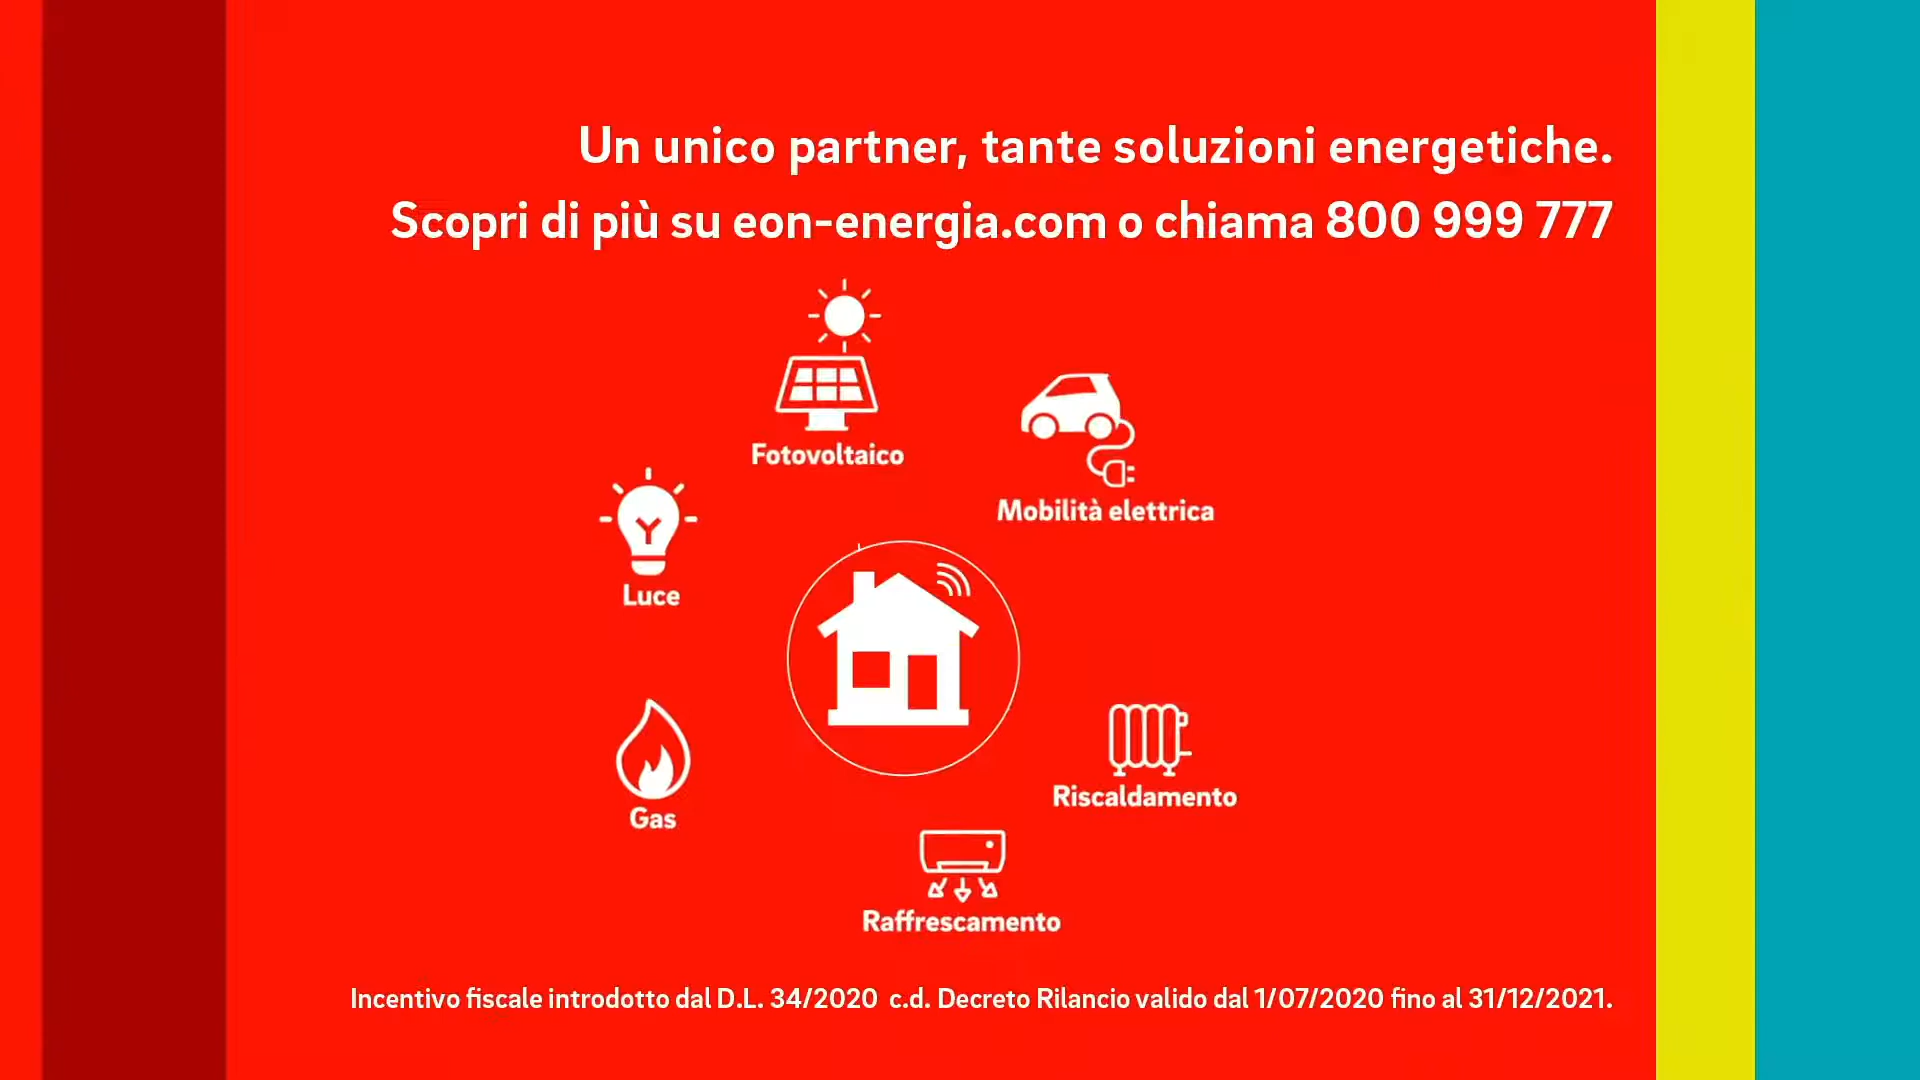 Un unico partner, tante soluzioni energetiche.
Scopri di più su eon-energia.com o chiama 800 999 777
Fotovoltaico
Mobilità elettrica
Luce
Gas
Riscaldamento
Raffrescamento
Incentivo fiscale introdotto dal D.L. 34/2020 c.d. Decreto Rilancio valido dal 1/07/2020 fino al 31/12/2021.